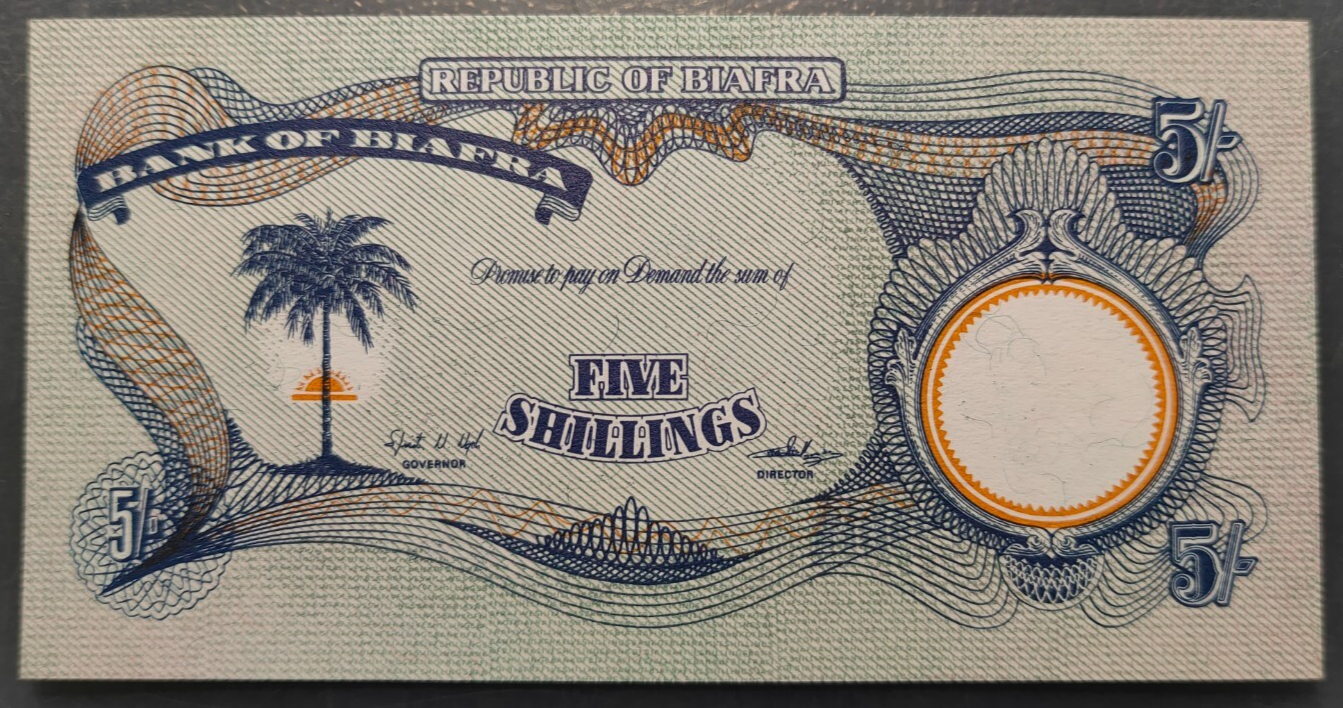 REPUBLIC OF BIAFRA
BANK OF BIAFRA
5/-
Promise to pay on Demand the sum of
FIVE
SHILLINGS
GOVERNOR
DIRECTOR
5/-
5/-